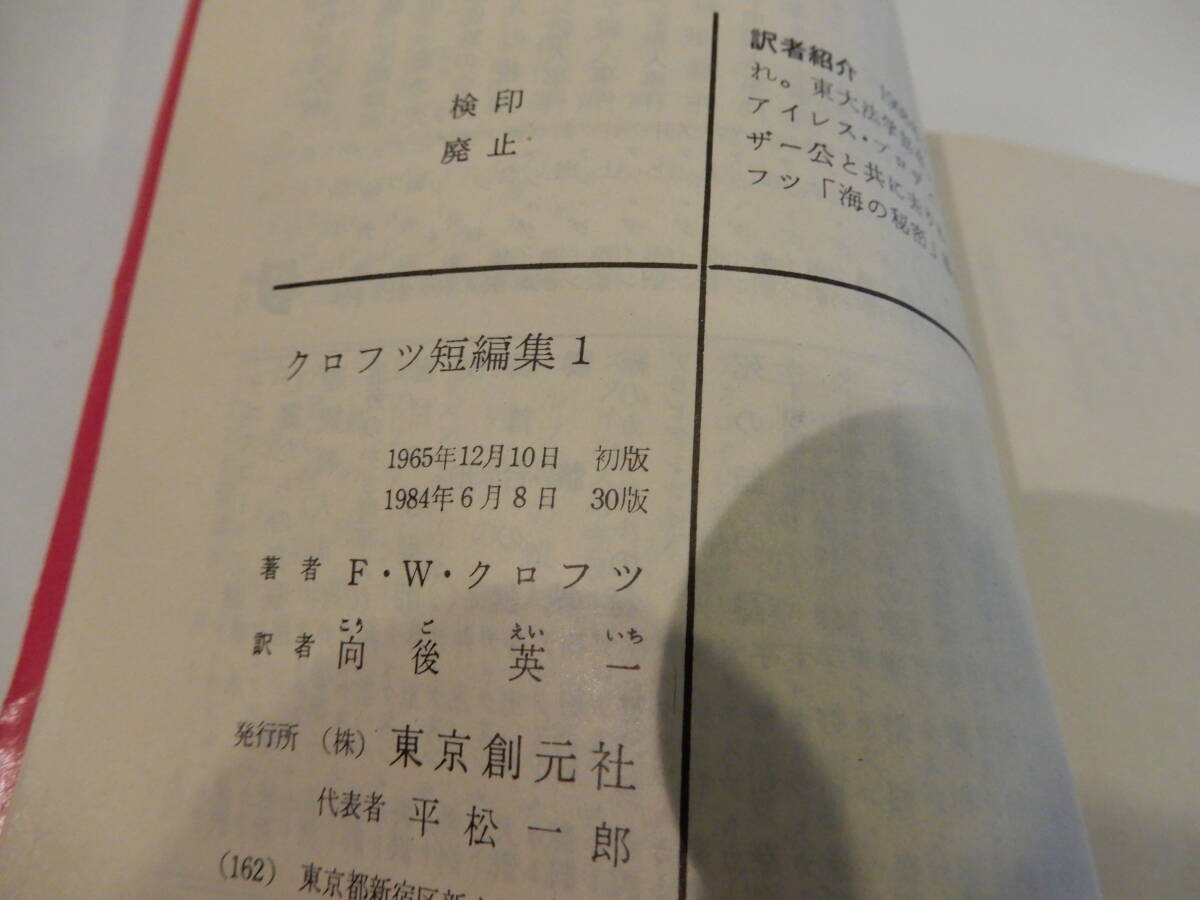 検印
廃止
訳者紹介
れ。東大法学部
アイレス・プロ
ザー公と共に
フツ「海の秘密」
クロフツ短編集1
1965年12月10日 初版
1984年6月8日 30版
著者 F・W・クロフツ
こう ご えい いち
訳者 向後英一
発行所 (株) 東京創元社
代表者 平松一郎
(162) 東京都新宿区新